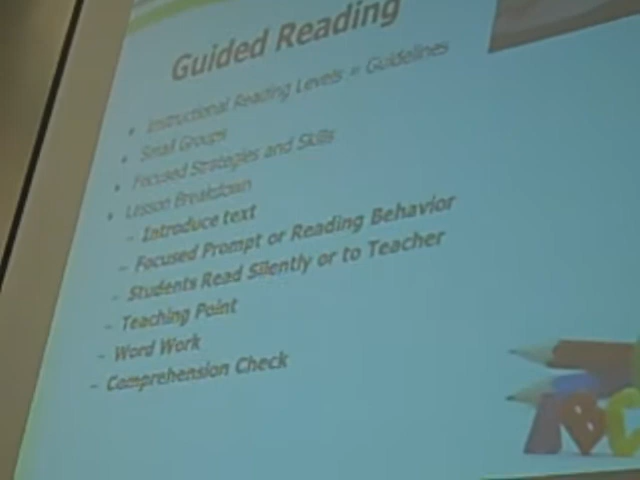 Guided Reading
• Instructional Reading Levels = Guidelines
• Small Groups
• Focused Strategies and Skills
• Lesson Breakdown
– Introduce text
– Focused Prompt or Reading Behavior
– Students Read Silently or to Teacher
– Teaching Point
– Word Work
– Comprehension Check
ABC